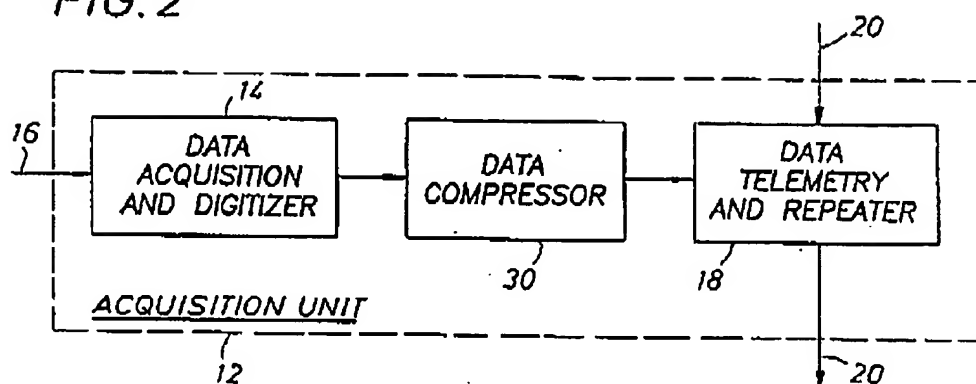 FIG. 2
20
14
16
DATA
ACQUISITION
AND DIGITIZER
DATA
COMPRESSOR
DATA
TELEMETRY
AND REPEATER
30
18
ACQUISITION UNIT
12
20